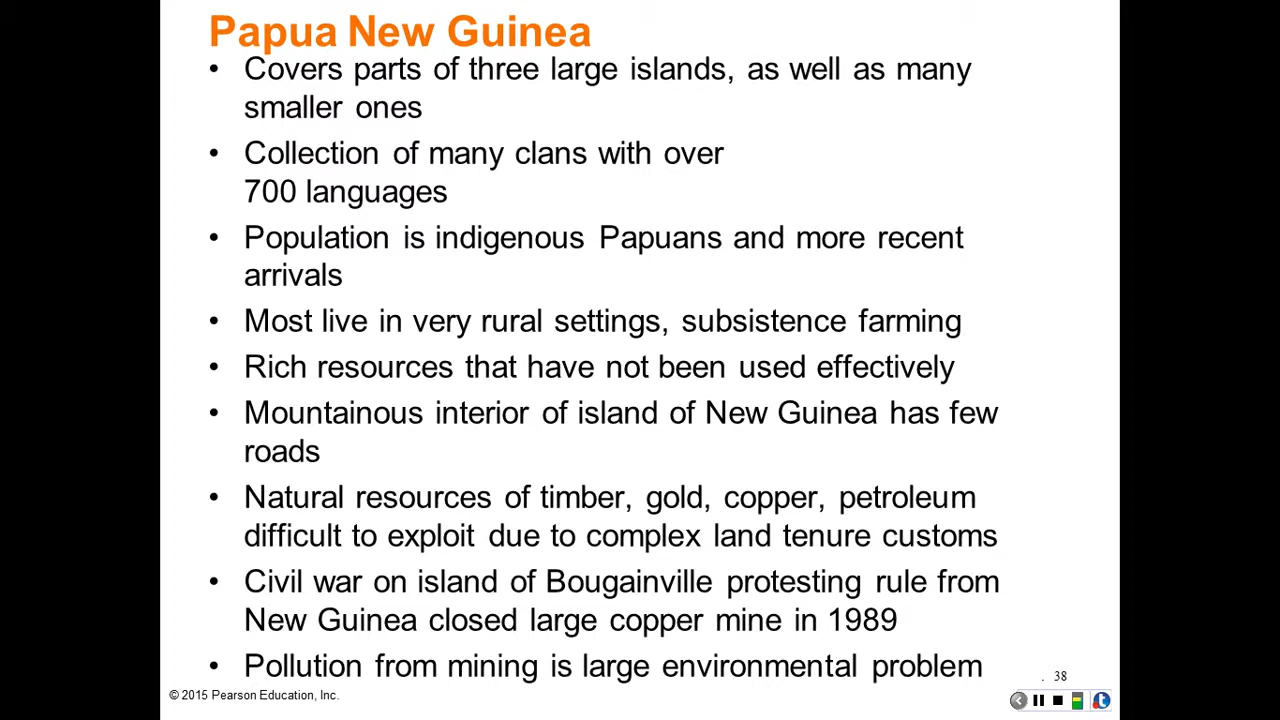 Papua New Guinea
• Covers parts of three large islands, as well as many
smaller ones
• Collection of many clans with over
700 languages
• Population is indigenous Papuans and more recent
arrivals
• Most live in very rural settings, subsistence farming
• Rich resources that have not been used effectively
• Mountainous interior of island of New Guinea has few
roads
• Natural resources of timber, gold, copper, petroleum
difficult to exploit due to complex land tenure customs
• Civil war on island of Bougainville protesting rule from
New Guinea closed large copper mine in 1989
• Pollution from mining is large environmental problem
. 38
© 2015 Pearson Education, Inc.
t